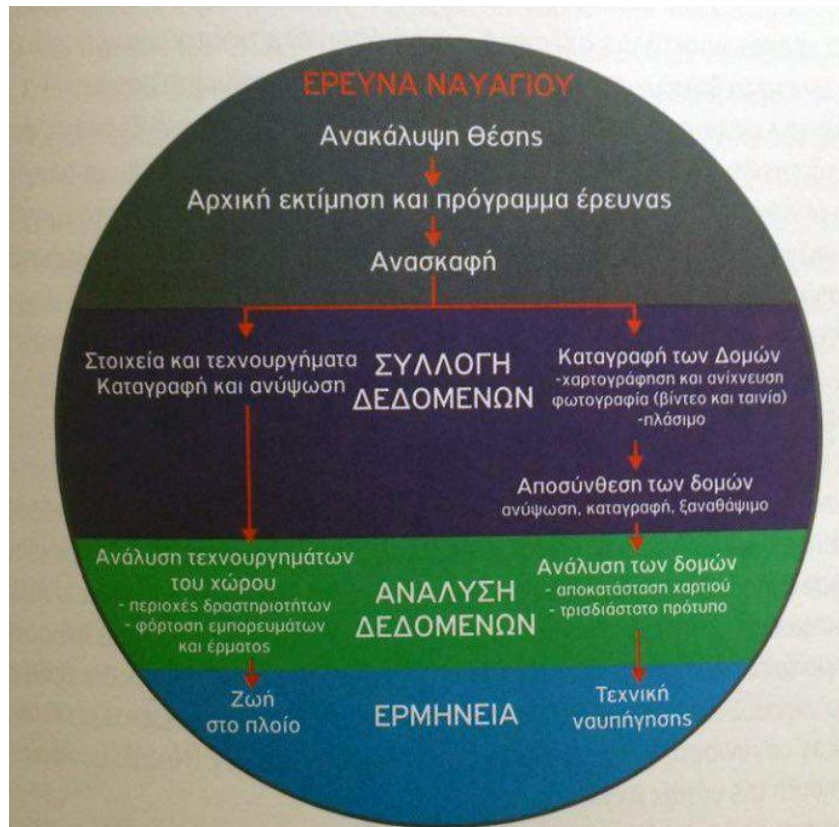 ΕΡΕΥΝΑ ΝΑΥΑΓΙΟΥ
Ανακάλυψη Θέσης
Αρχική εκτίμηση και πρόγραμμα έρευνας
Ανασκαφή
Στοιχεία και τεχνουργήματα
Καταγραφή και ανύψωση
ΣΥΛΛΟΓΗ
ΔΕΔΟΜΕΝΩΝ
Καταγραφή των Δομών
-χαρτογράφηση και ανίχνευση
φωτογραφία (βίντεο και ταινία)
-πλάσιμο
Αποσύνθεση των δομών
ανύψωση, καταγραφή, ξαναθάψιμο
Ανάλυση τεχνουργημάτων
του χώρου
- περιοχές δραστηριοτήτων
- φόρτοση εμπορευμάτων
και έρματος
ΑΝΑΛΥΣΗ
ΔΕΔΟΜΕΝΩΝ
Ανάλυση των δομών
- αποκατάσταση χαρτιού
- τρισδιάστατο πρότυπο
Ζωή
στο πλοίο
ΕΡΜΗΝΕΙΑ
Τεχνική
ναυπήγησης